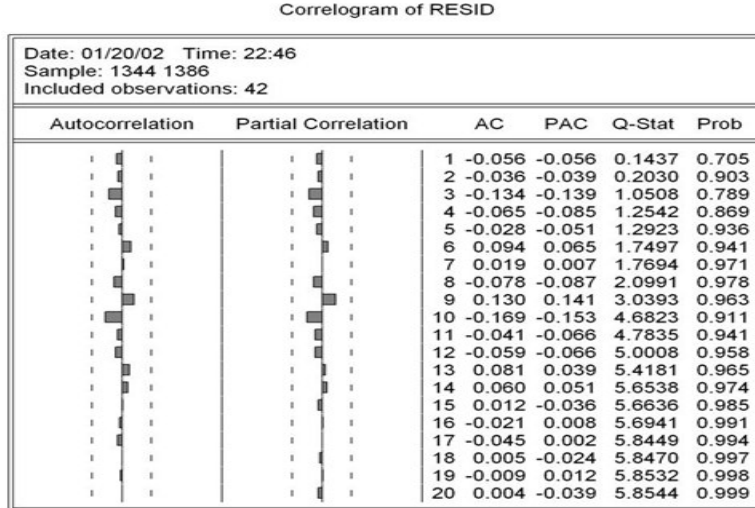 Correlogram of RESID
Date: 01/20/02 Time: 22:46
Sample: 1344 1386
Included observations: 42
Autocorrelation Partial Correlation AC PAC Q-Stat Prob
1 -0.056 -0.056 0.1437 0.705
2 -0.036 -0.039 0.2030 0.903
3 -0.134 -0.139 1.0508 0.789
4 -0.065 -0.085 1.2542 0.869
5 -0.028 -0.051 1.2923 0.936
6 0.094 0.065 1.7497 0.941
7 0.019 0.007 1.7694 0.971
8 -0.078 -0.087 2.0991 0.978
9 0.130 0.141 3.0393 0.963
10 -0.169 -0.153 4.6823 0.911
11 -0.041 -0.066 4.7835 0.941
12 -0.059 -0.066 5.0008 0.958
13 0.081 0.039 5.4181 0.965
14 0.060 0.051 5.6538 0.974
15 0.012 -0.036 5.6636 0.985
16 -0.021 0.008 5.6941 0.991
17 -0.045 0.002 5.8449 0.994
18 0.005 -0.024 5.8470 0.997
19 -0.009 0.012 5.8532 0.998
20 0.004 -0.039 5.8544 0.999